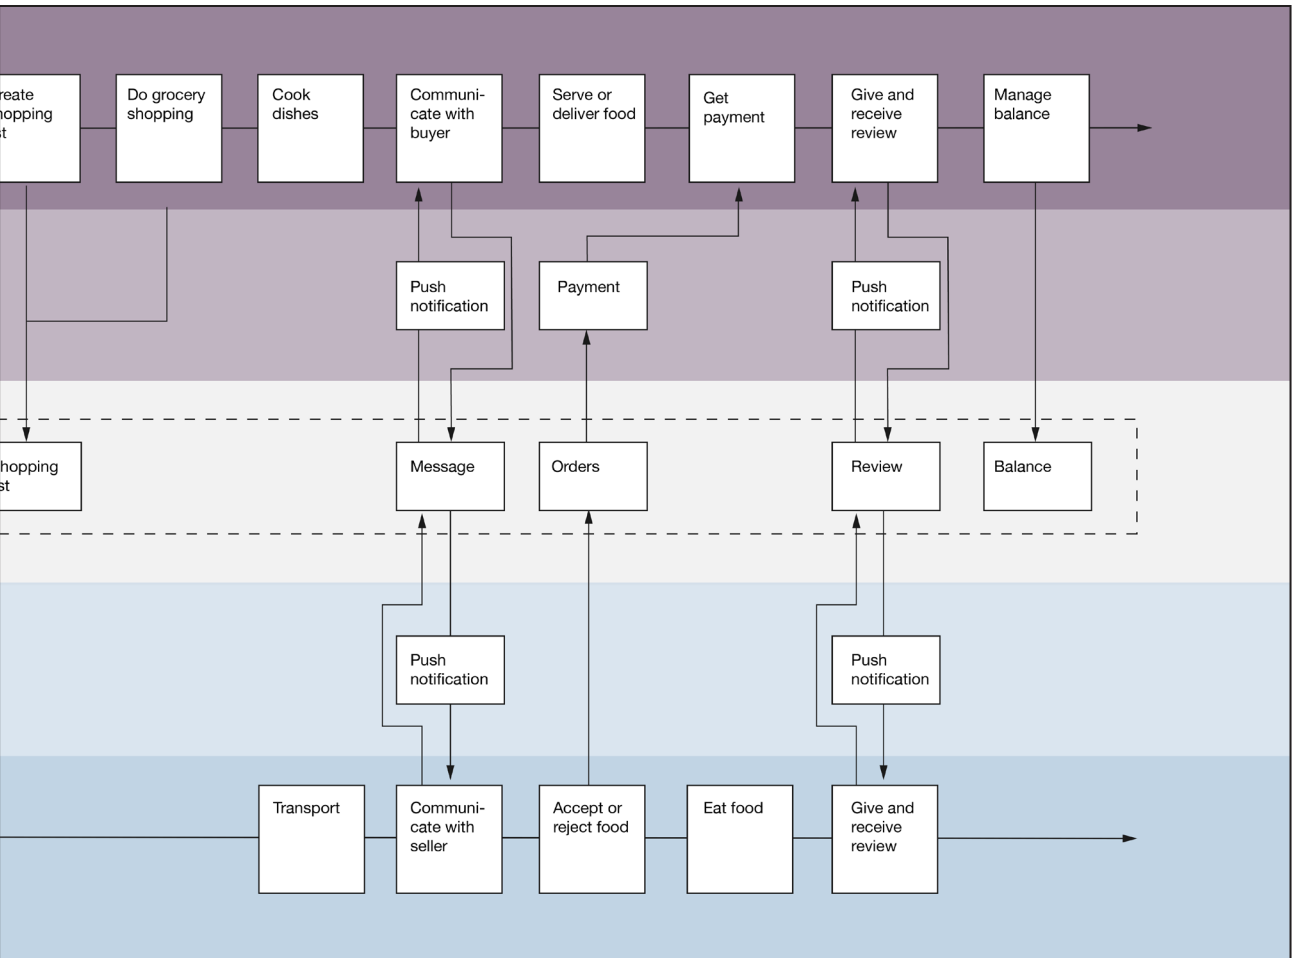 reate
hopping
st
Do grocery
shopping
Cook
dishes
Communi-
cate with
buyer
Serve or
deliver food
Get
payment
Give and
receive
review
Manage
balance
Push
notification
Payment
Push
notification
hopping
st
Message
Orders
Review
Balance
Push
notification
Push
notification
Transport
Communi-
cate with
seller
Accept or
reject food
Eat food
Give and
receive
review